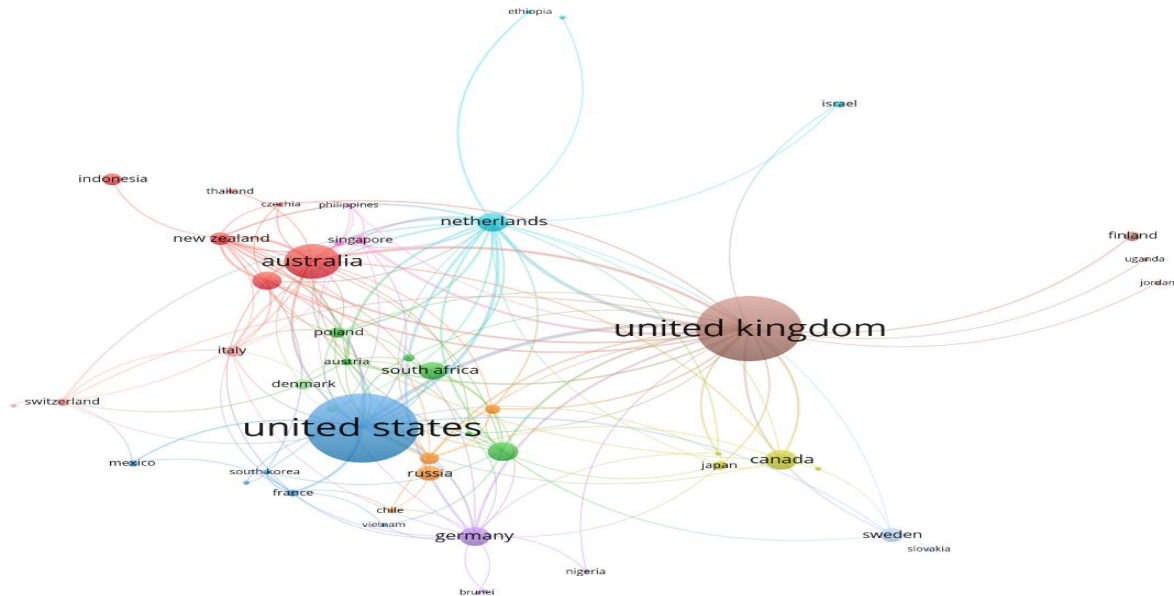 ethiopia
israel
indonesia
thailand
czechia
philippines
netherlands
new zealand
singapore
finland
australia
uganda
jordan
united kingdom
poland
italy
austria
south africa
denmark
switzerland
united states
canada
mexico
japan
south korea
russia
france
chile
vietnam
germany
sweden
slovakia
nigeria
brunei